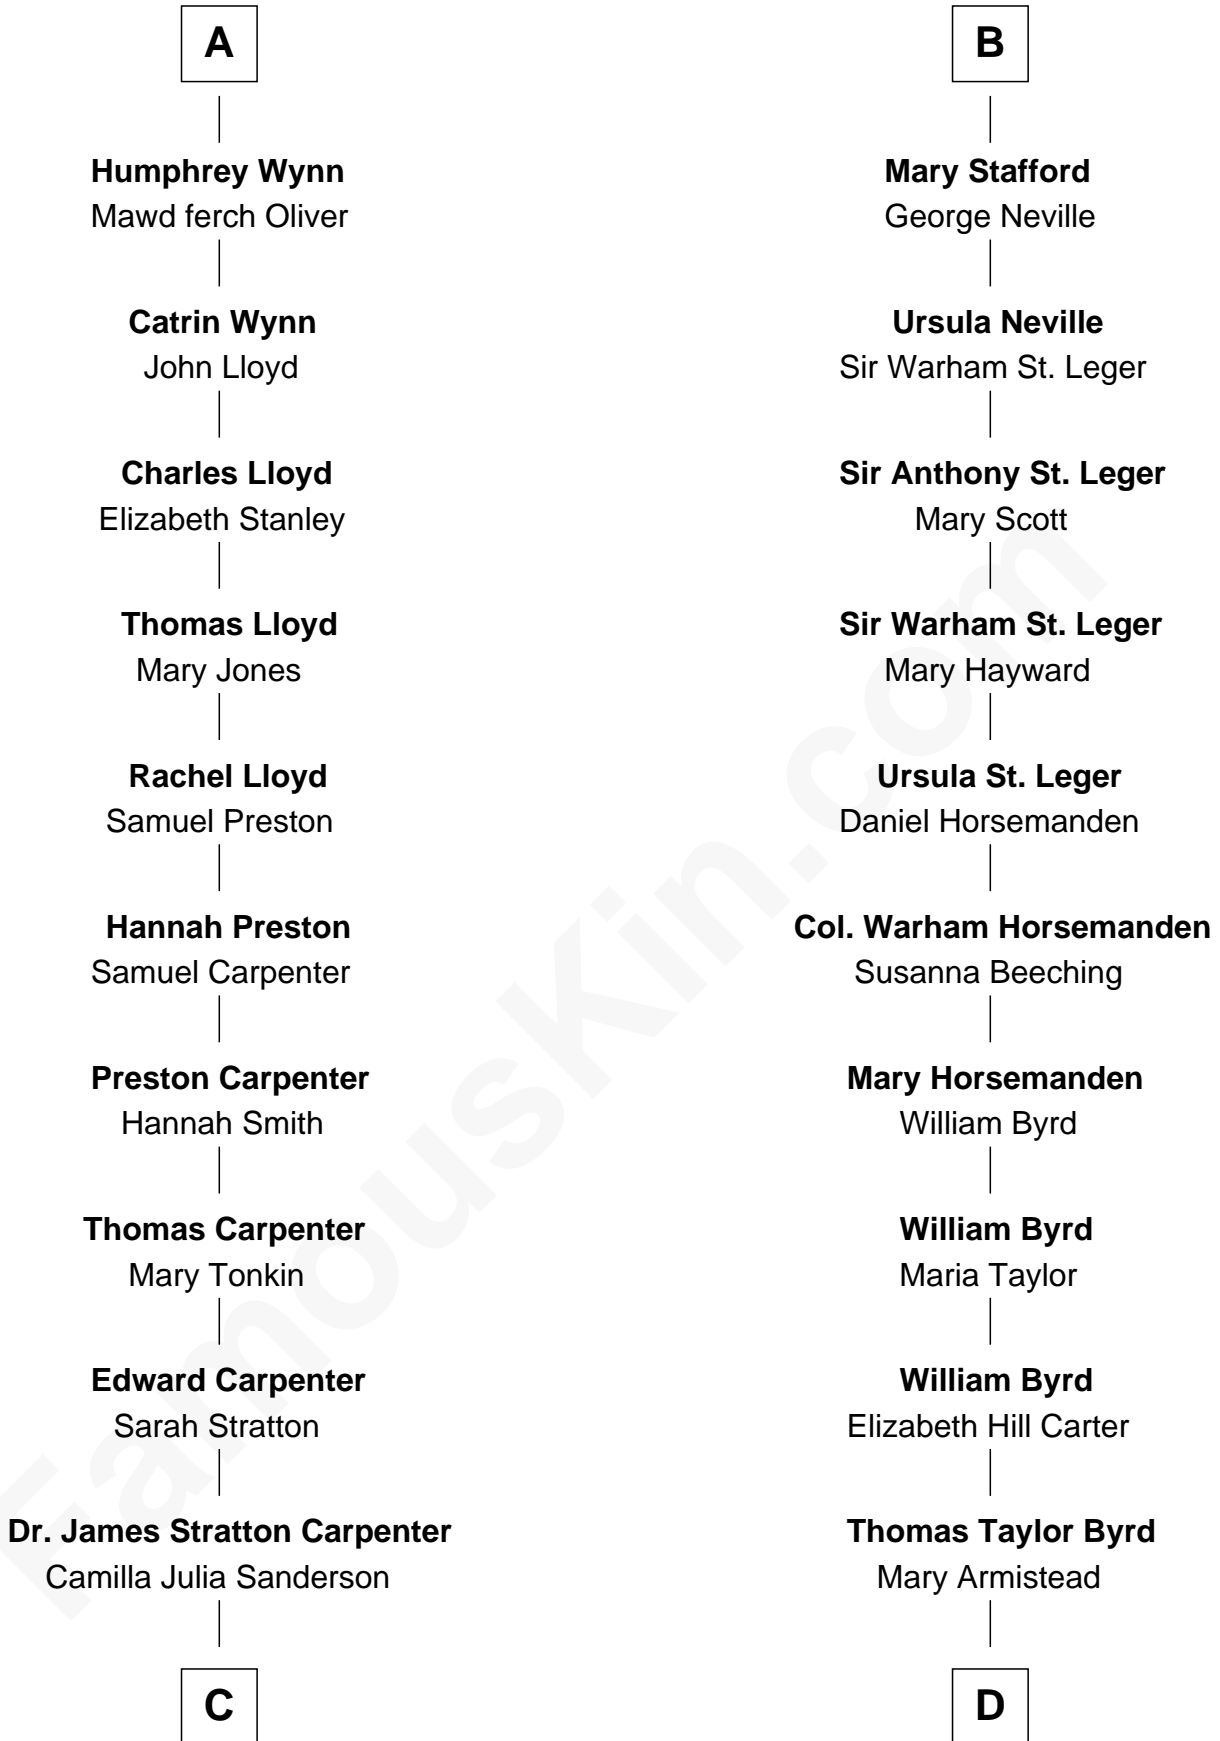 A
Humphrey Wynn
Mawd ferch Oliver
Catrin Wynn
John Lloyd
Charles Lloyd
Elizabeth Stanley
Thomas Lloyd
Mary Jones
Rachel Lloyd
Samuel Preston
Hannah Preston
Samuel Carpenter
Preston Carpenter
Hannah Smith
Thomas Carpenter
Mary Tonkin
Edward Carpenter
Sarah Stratton
Dr. James Stratton Carpenter
Camilla Julia Sanderson
C
B
Mary Stafford
George Neville
Ursula Neville
Sir Warham St. Leger
Sir Anthony St. Leger
Mary Scott
Sir Warham St. Leger
Mary Hayward
Ursula St. Leger
Daniel Horsemanden
Col. Warham Horsemanden
Susanna Beeching
Mary Horsemanden
William Byrd
William Byrd
Maria Taylor
William Byrd
Elizabeth Hill Carter
Thomas Taylor Byrd
Mary Armistead
D
FamousKin.com